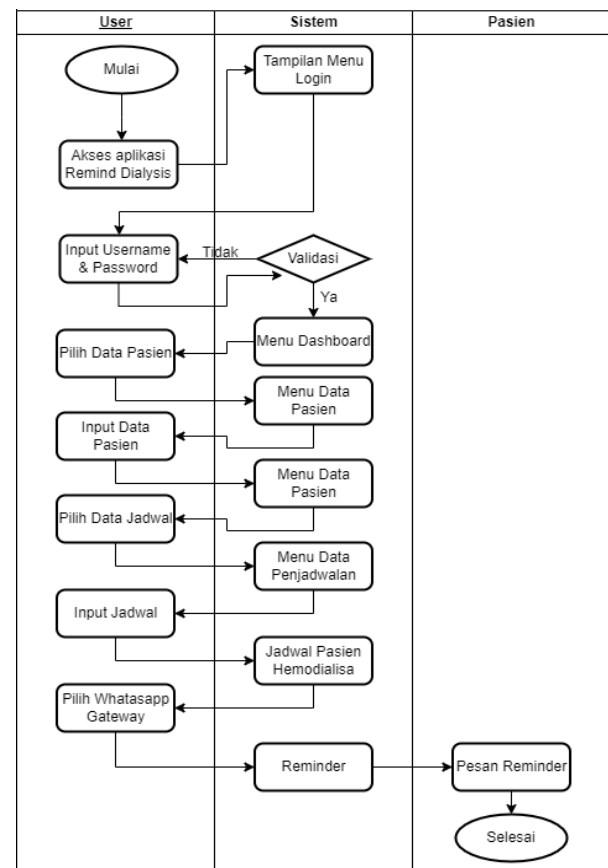 User
Sistem
Pasien
Mulai
Tampilan Menu
Login
Akses aplikasi
Remind Dialysis
Input Username
& Password
Tidak
Validasi
Ya
Menu Dashboard
Pilih Data Pasien
Menu Data
Pasien
Input Data
Pasien
Menu Data
Pasien
Pilih Data Jadwal
Menu Data
Penjadwalan
Input Jadwal
Jadwal Pasien
Hemodialisa
Pilih Whatasapp
Gateway
Reminder
Pesan Reminder
Selesai